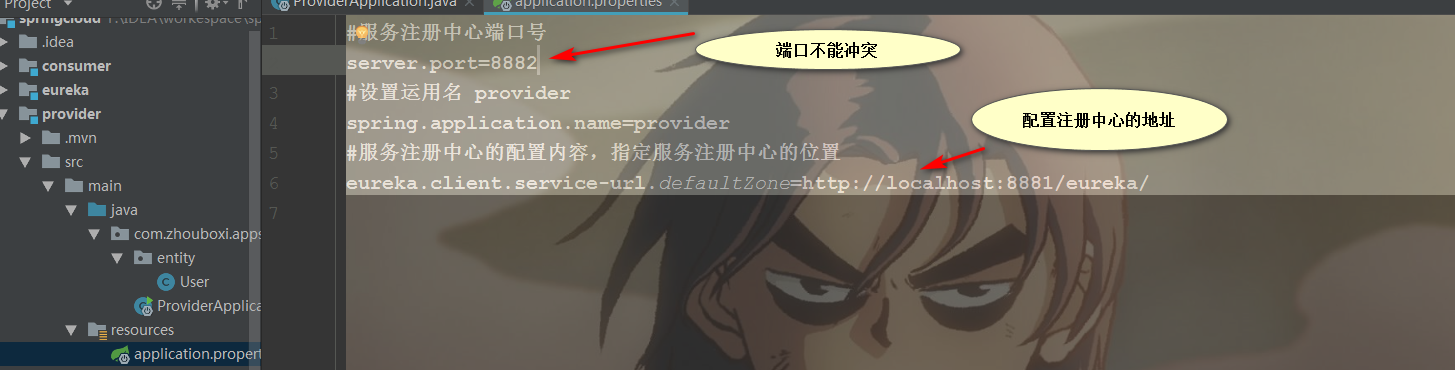 Project
ProviderApplication.java
application.properties
springcloud
.idea
consumer
eureka
provider
.mvn
src
main
java
com.zhouboxi.apps
entity
User
ProviderApplica
resources
application.propert
1
#服务注册中心端口号
server.port=8882
端口不能冲突
3
#设置运用名 provider
4
spring.application.name=provider
配置注册中心的地址
5
#服务注册中心的配置内容，指定服务注册中心的位置
6
eureka.client.service-url.defaultZone=http://localhost:8881/eureka/
7